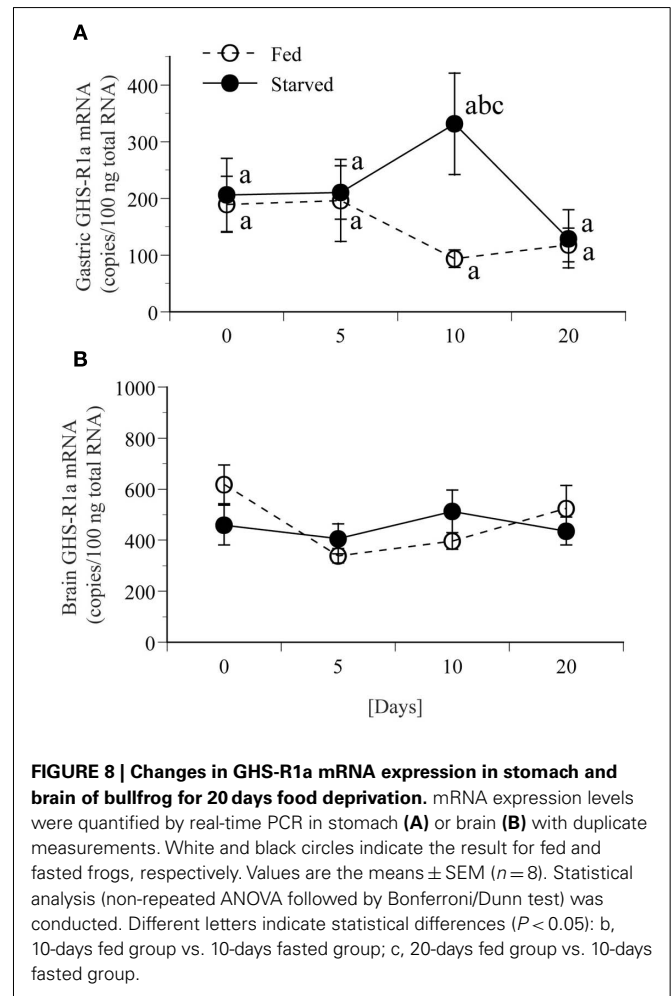 A
Fed
Starved
Gastric GHS-R1a mRNA
(copies/100 ng total RNA)
400
300
200
100
0
a
a
a
a
abc
a
a
a
0 5 10 20
B
Brain GHS-R1a mRNA
(copies/100 ng total RNA)
1000
800
600
400
200
0
0 5 10 20
[Days]
FIGURE 8 | Changes in GHS-R1a mRNA expression in stomach and
brain of bullfrog for 20 days food deprivation. mRNA expression levels
were quantified by real-time PCR in stomach (A) or brain (B) with duplicate
measurements. White and black circles indicate the result for fed and
fasted frogs, respectively. Values are the means ± SEM (n = 8). Statistical
analysis (non-repeated ANOVA followed by Bonferroni/Dunn test) was
conducted. Different letters indicate statistical differences (P < 0.05): b,
10-days fed group vs. 10-days fasted group; c, 20-days fed group vs. 10-days
fasted group.